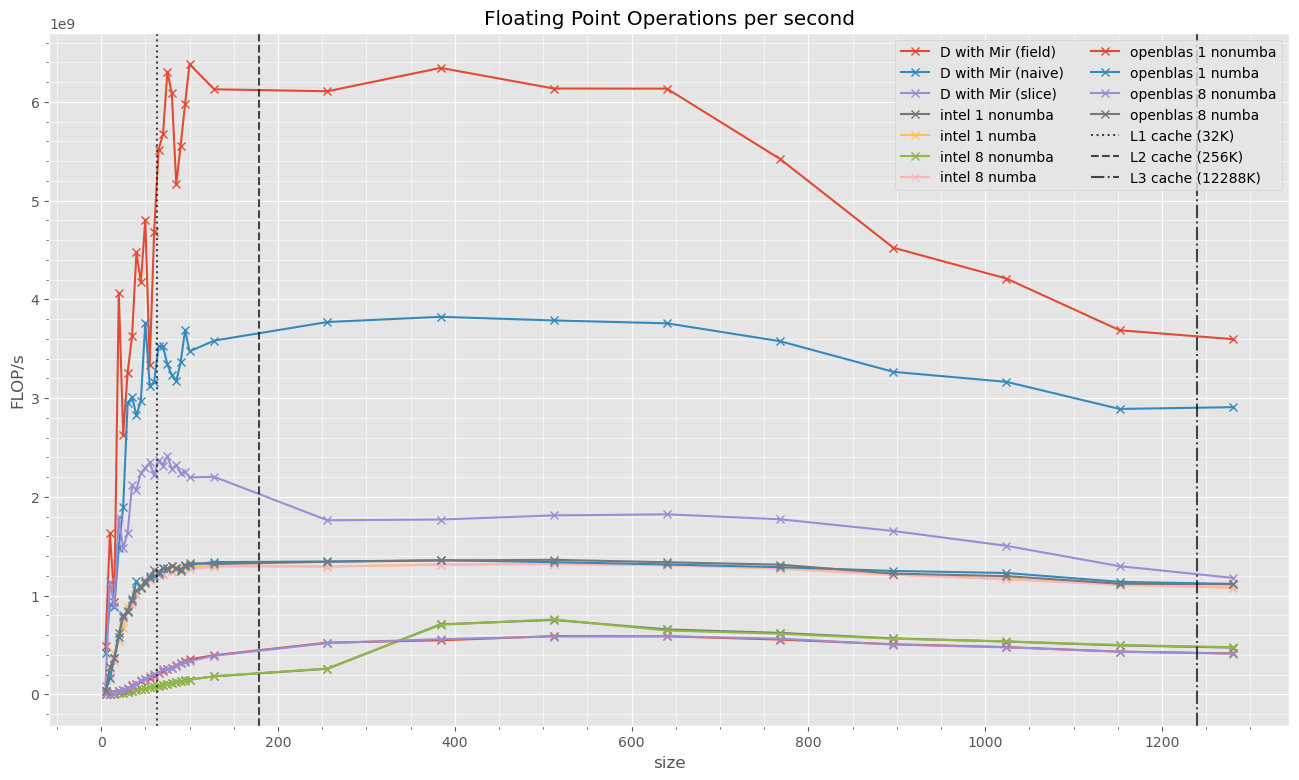 Floating Point Operations per second
1e9
FLOP/s
6
5
4
3
2
1
0
0 200 400 600 800 1000 1200
size
D with Mir (field)
D with Mir (naive)
D with Mir (slice)
intel 1 nonumba
intel 1 numba
intel 8 nonumba
intel 8 numba
openblas 1 nonumba
openblas 1 numba
openblas 8 nonumba
openblas 8 numba
L1 cache (32K)
L2 cache (256K)
L3 cache (12288K)